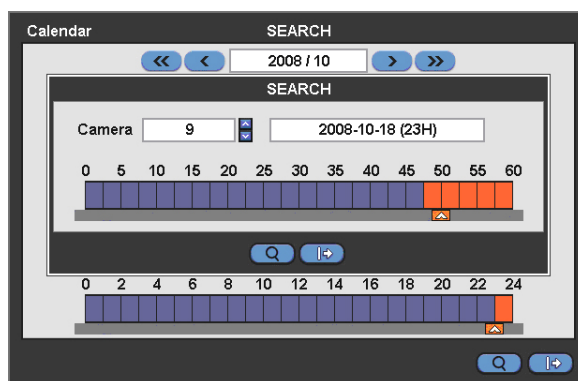 Calendar SEARCH
2008 / 10
SEARCH
Camera 9 2008-10-18 (23H)
0 5 10 15 20 25 30 35 40 45 50 55 60
0 2 4 6 8 10 12 14 16 18 20 22 24